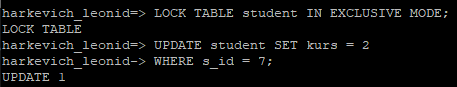 harkevich_leonid=> LOCK TABLE student IN EXCLUSIVE MODE;
LOCK TABLE
harkevich_leonid=> UPDATE student SET kurs = 2
harkevich_leonid-> WHERE s_id = 7;
UPDATE 1